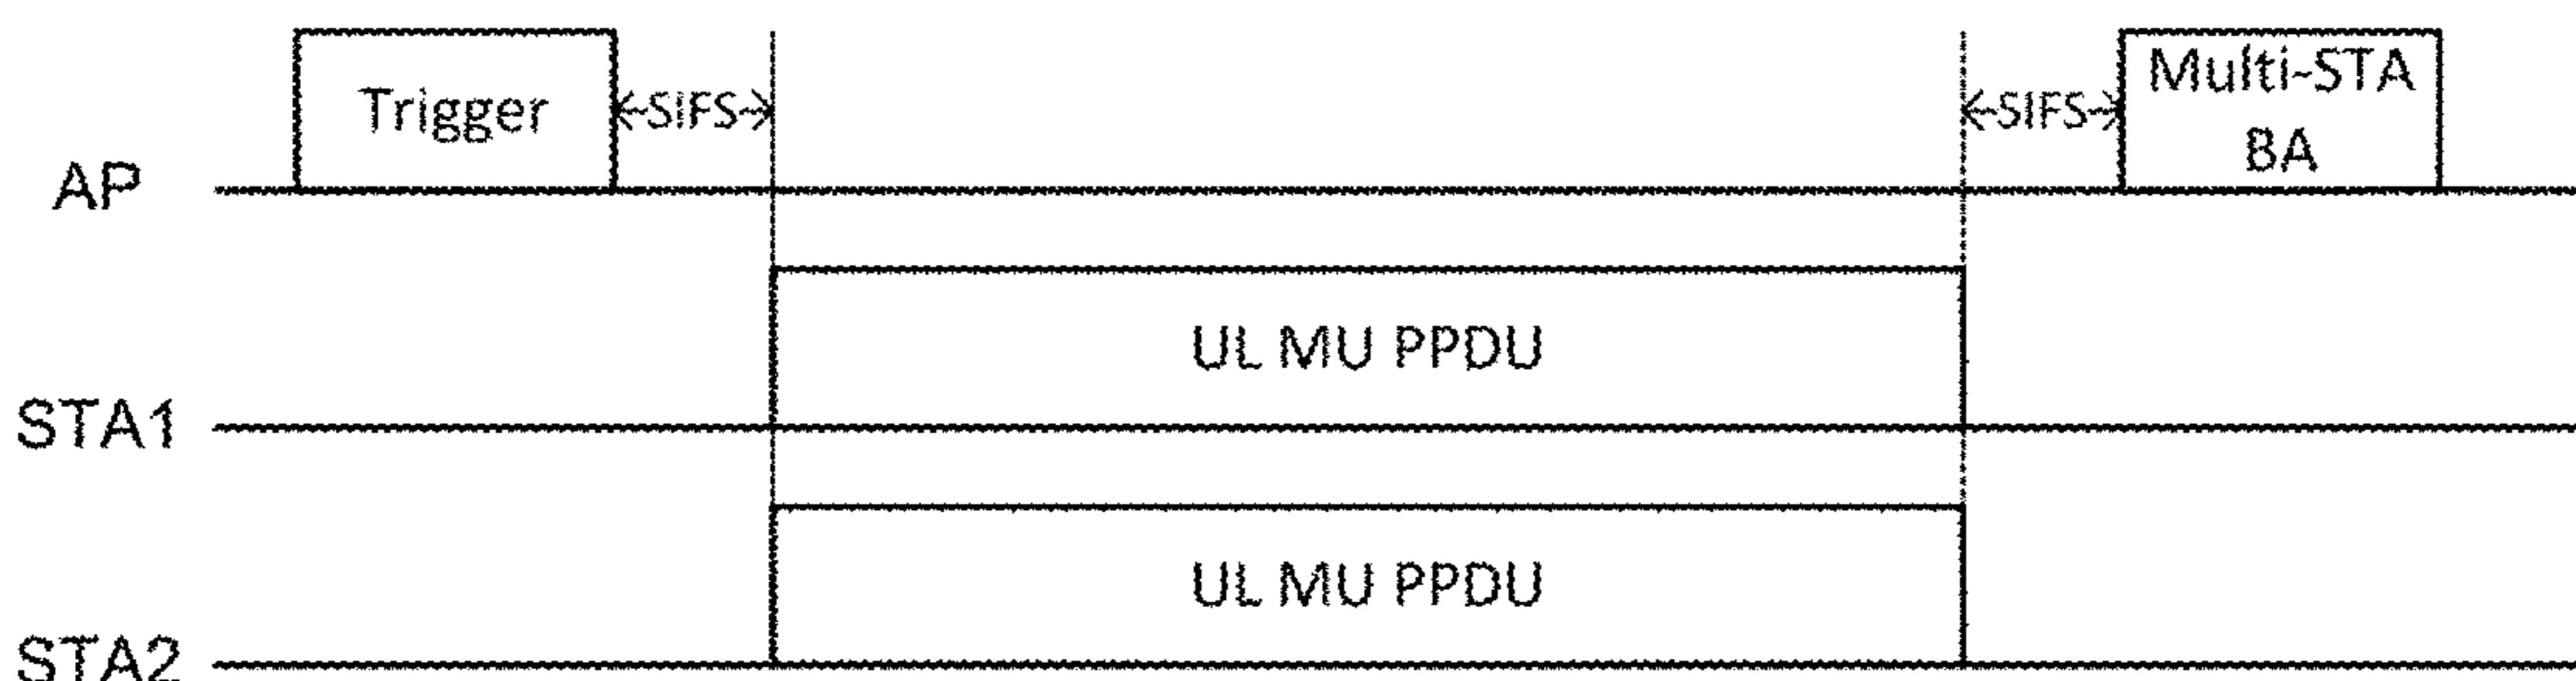 Trigger
SIFS
SIFS
Multi-STA
BA
AP
UL MU PPDU
STA1
UL MU PPDU
STA2